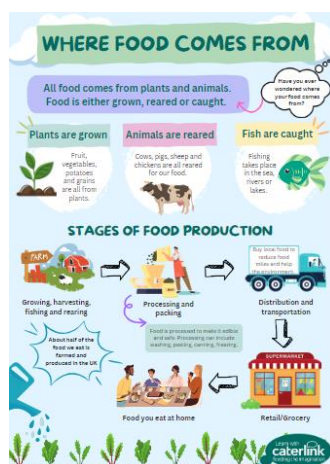 WHERE FOOD COMES FROM
All food comes from plants and animals.
Food is either grown, reared or caught.
Have you ever
wondered where
your food comes
from?
Plants are grown
Fruit,
vegetables,
potatoes
and grains
are all from
plants.
Animals are reared
Cows, pigs, sheep and
chickens are all reared
for our food.
Fish are caught
Fishing
takes place
in the sea,
rivers or
lakes.
STAGES OF FOOD PRODUCTION
FARM
Buy local food to
reduce food
miles and help
the environment.
Growing, harvesting,
fishing and rearing
Processing and
packing
Distribution and
transportation
About half of the
food we eat is
farmed and
produced in the UK
Food is processed to make it edible
and safe. Processing can include
washing, peeling, canning, freezing.
SUPERMARKET
Food you eat at home
Retail/Grocery
Learn with
caterlink
feeding the imagination